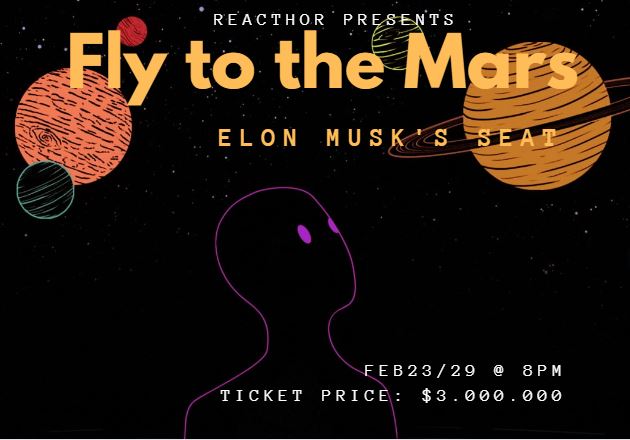 REACTHOR PRESENTS
Fly to the Mars
ELON MUSK'S SEAT
FEB23/29 @ 8PM
TICKET PRICE: $3.000.000